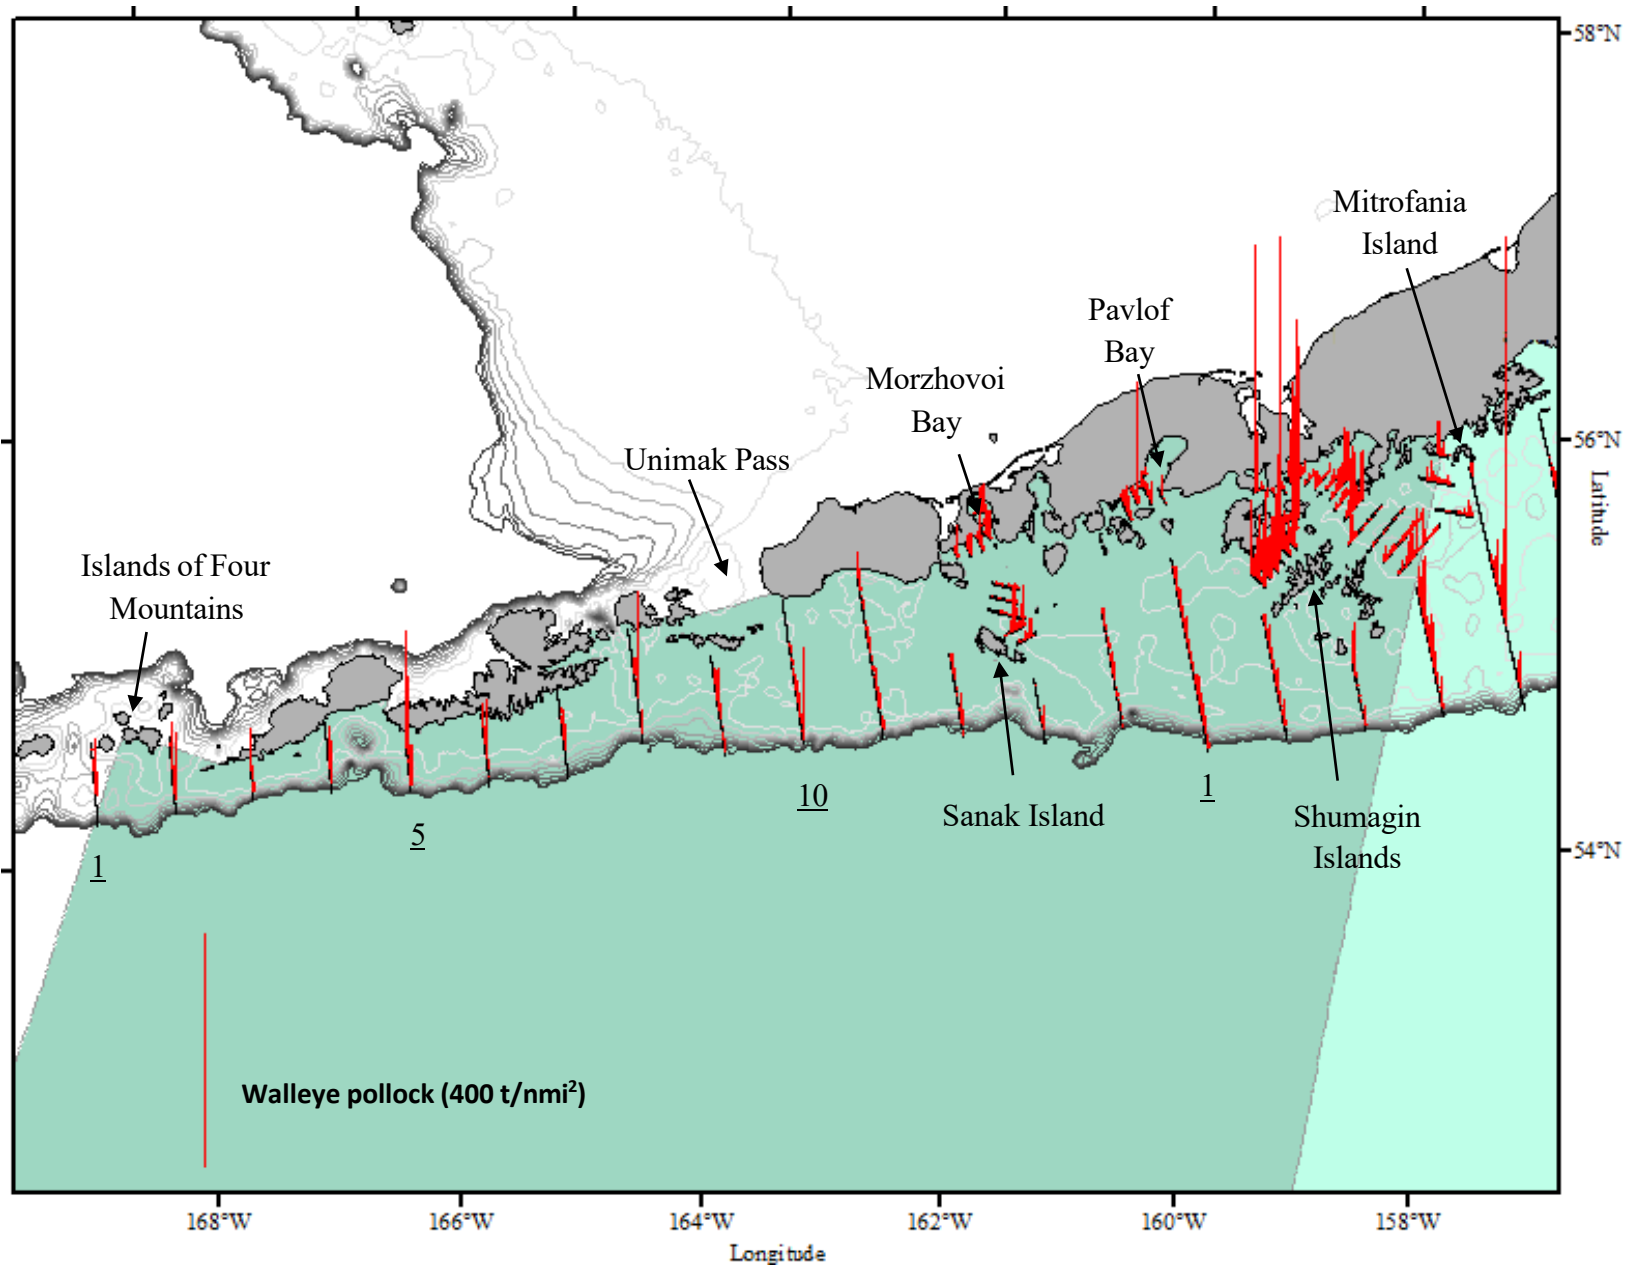 58°N
Mitrofania
Island
Pavlof
Bay
Morzhovoi
Bay
56°N
Unimak Pass
Latitude
Islands of Four
Mountains
10
1
Sanak Island
Shumagin
Islands
5
1
54°N
Walleye pollock (400 t/nmi²)
168°W
166°W
164°W
162°W
160°W
158°W
Longitude